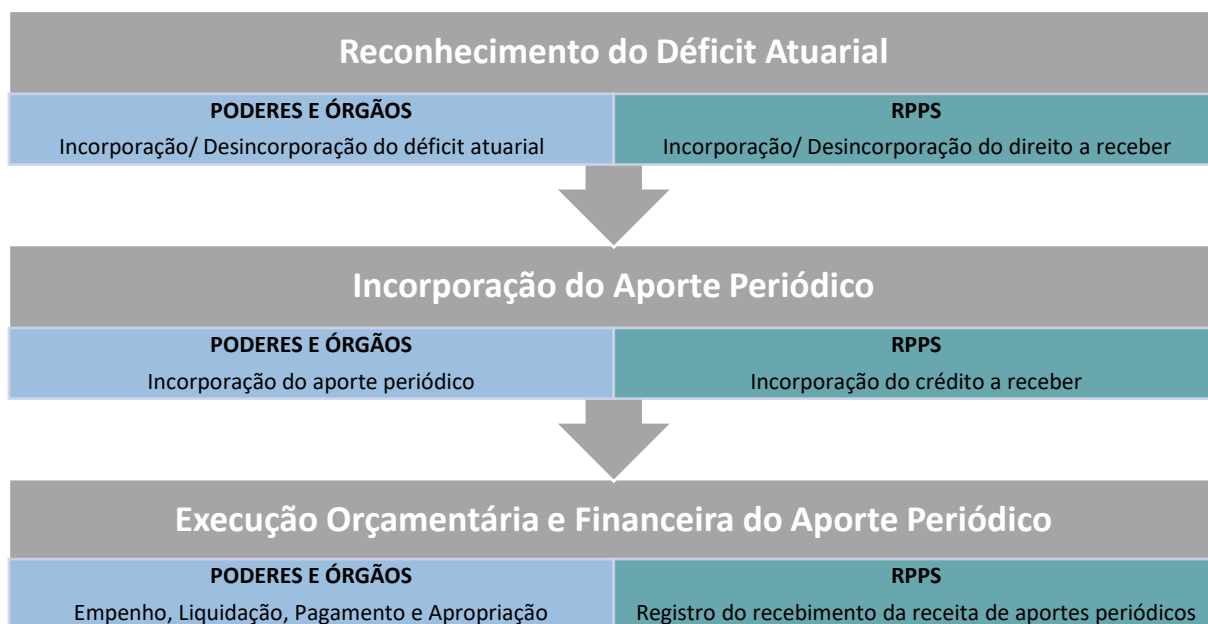 Reconhecimento do Déficit Atuarial
PODERES E ÓRGÃOS
Incorporação/ Desincorporação do déficit atuarial
RPPS
Incorporação/ Desincorporação do direito a receber
Incorporação do Aporte Periódico
PODERES E ÓRGÃOS
Incorporação do aporte periódico
RPPS
Incorporação do crédito a receber
Execução Orçamentária e Financeira do Aporte Periódico
PODERES E ÓRGÃOS
Empenho, Liquidação, Pagamento e Apropriação
RPPS
Registro do recebimento da receita de aportes periódicos